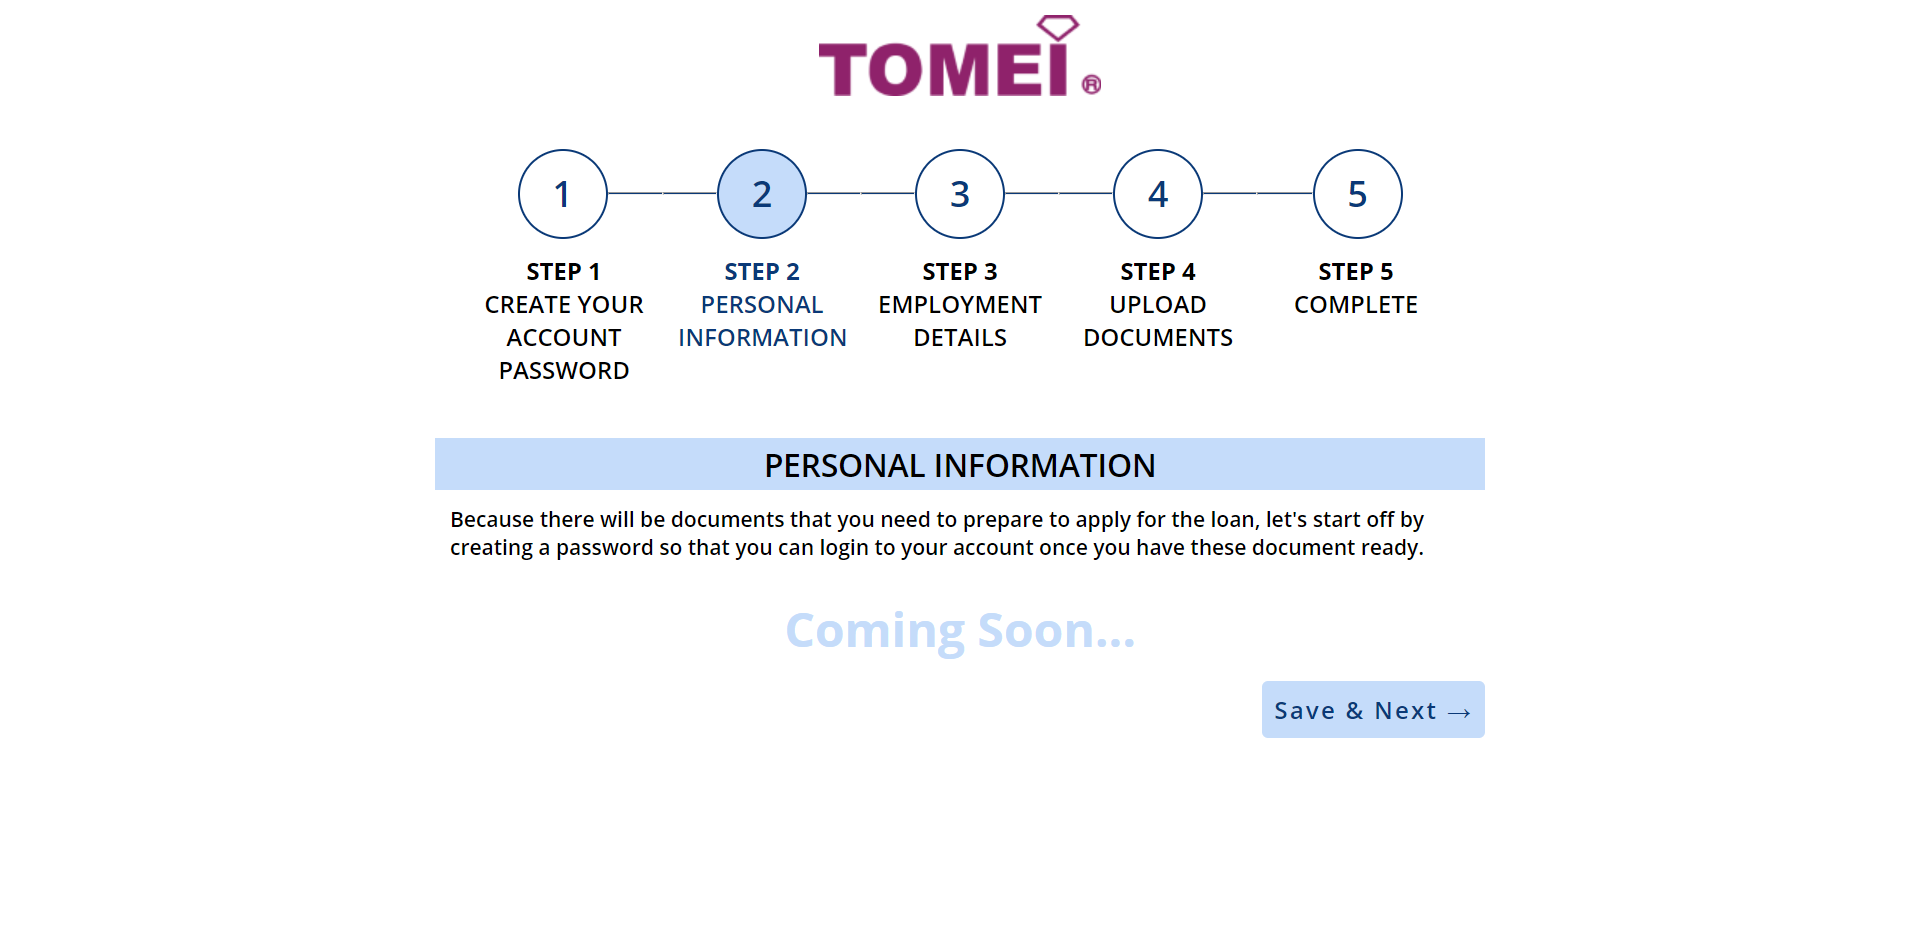 TOMEI ®
1 2 3 4 5
STEP 1
CREATE YOUR
ACCOUNT
PASSWORD
STEP 2
PERSONAL
INFORMATION
STEP 3
EMPLOYMENT
DETAILS
STEP 4
UPLOAD
DOCUMENTS
STEP 5
COMPLETE
PERSONAL INFORMATION
Because there will be documents that you need to prepare to apply for the loan, let's start off by
creating a password so that you can login to your account once you have these document ready.
Coming Soon...
Save & Next →